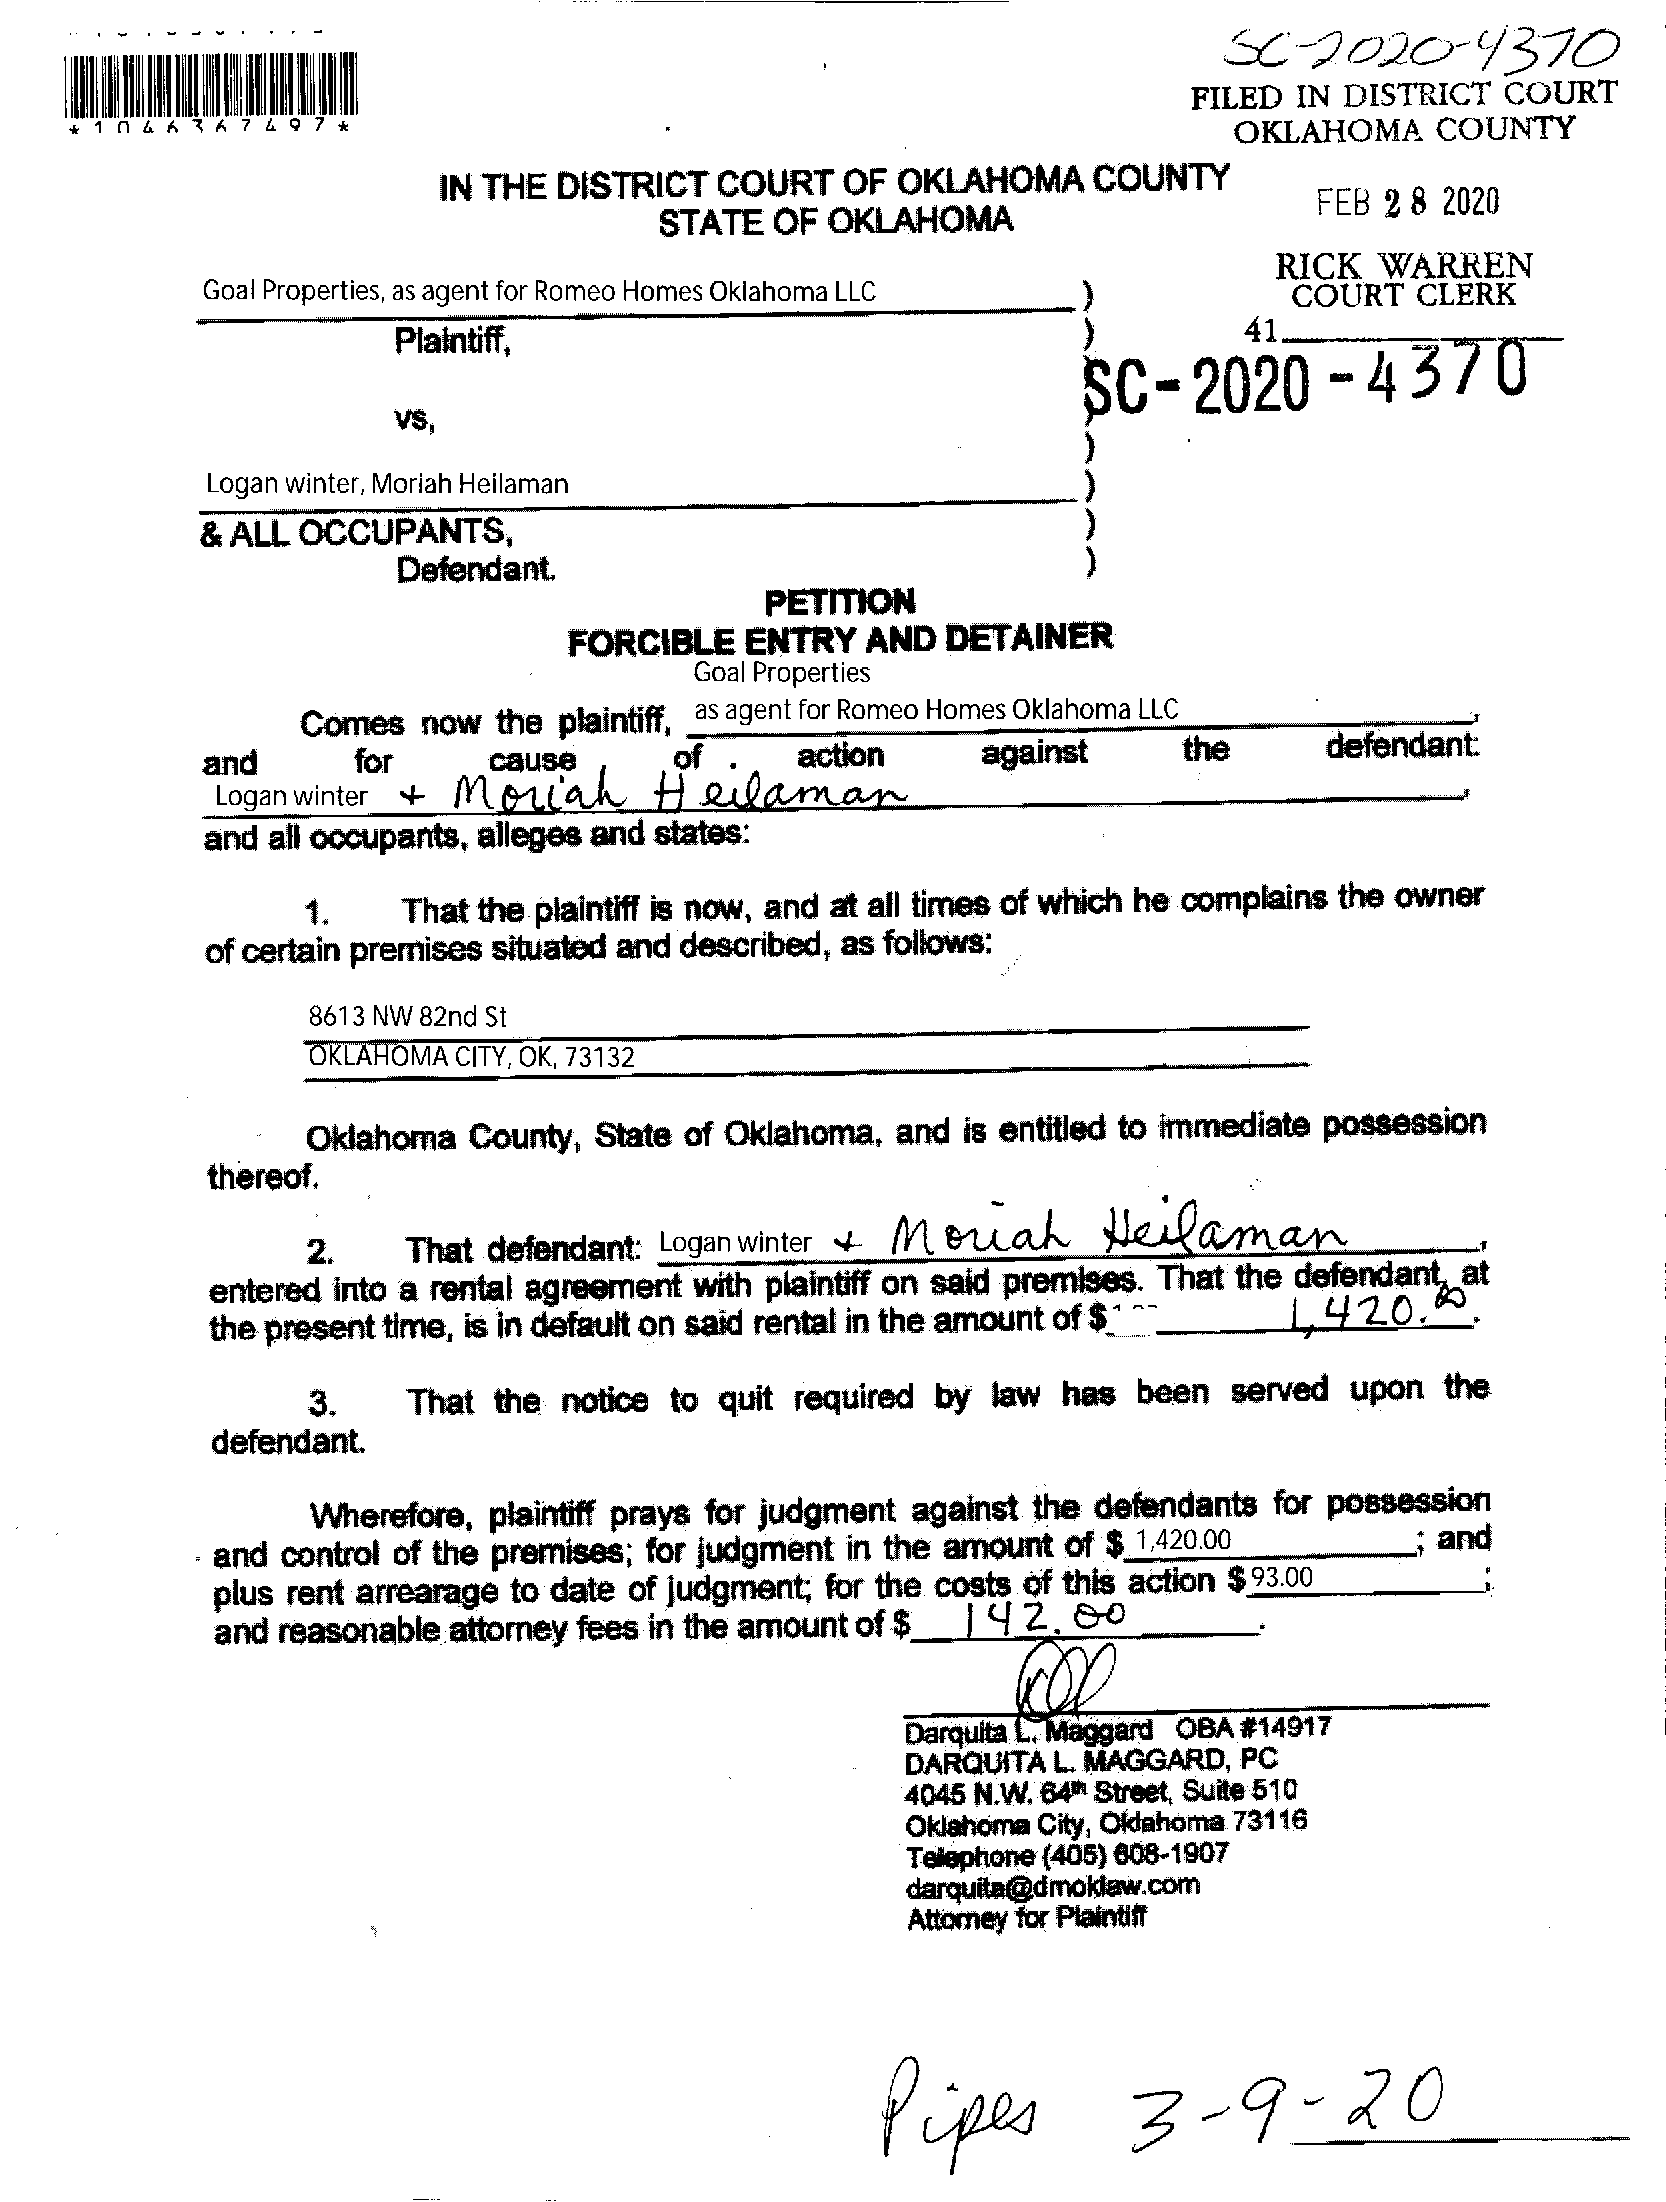 SC-2020-4370
FILED IN DISTRICT COURT
OKLAHOMA COUNTY
*1046367497*
IN THE DISTRICT COURT OF OKLAHOMA COUNTY
STATE OF OKLAHOMA
FEB 28 2020
RICK WARREN
COURT CLERK
41
Goal Properties, as agent for Romeo Homes Oklahoma LLC )
Plaintiff, )
SC-2020-4370
vs,
)
Logan winter, Moriah Heilaman )
& ALL OCCUPANTS, )
Defendant. )
PETITION
FORCIBLE ENTRY AND DETAINER
Goal Properties
Comes now the plaintiff, as agent for Romeo Homes Oklahoma LLC,
and for cause of action against the defendant:
Logan winter + Moriah Heilaman,
and all occupants, alleges and states:
1. That the plaintiff is now, and at all times of which he complains the owner
of certain premises situated and described, as follows:
8613 NW 82nd St
OKLAHOMA CITY, OK, 73132
Oklahoma County, State of Oklahoma, and is entitled to immediate possession
thereof.
2. That defendant: Logan winter + Moriah Heilaman,
entered into a rental agreement with plaintiff on said premises. That the defendant, at
the present time, is in default on said rental in the amount of $ 1,420.00.
3. That the notice to quit required by law has been served upon the
defendant.
Wherefore, plaintiff prays for judgment against the defendants for possession
and control of the premises; for judgment in the amount of $ 1,420.00; and
plus rent arrearage to date of judgment; for the costs of this action $ 93.00;
and reasonable attorney fees in the amount of $ 142.00.
Darquita L. Maggard OBA #14917
DARQUITA L. MAGGARD, PC
4045 N.W. 64th Street, Suite 510
Oklahoma City, Oklahoma 73116
Telephone (405) 608-1907
darquita@dmoklaw.com
Attorney for Plaintiff
Pipes 3-9-20